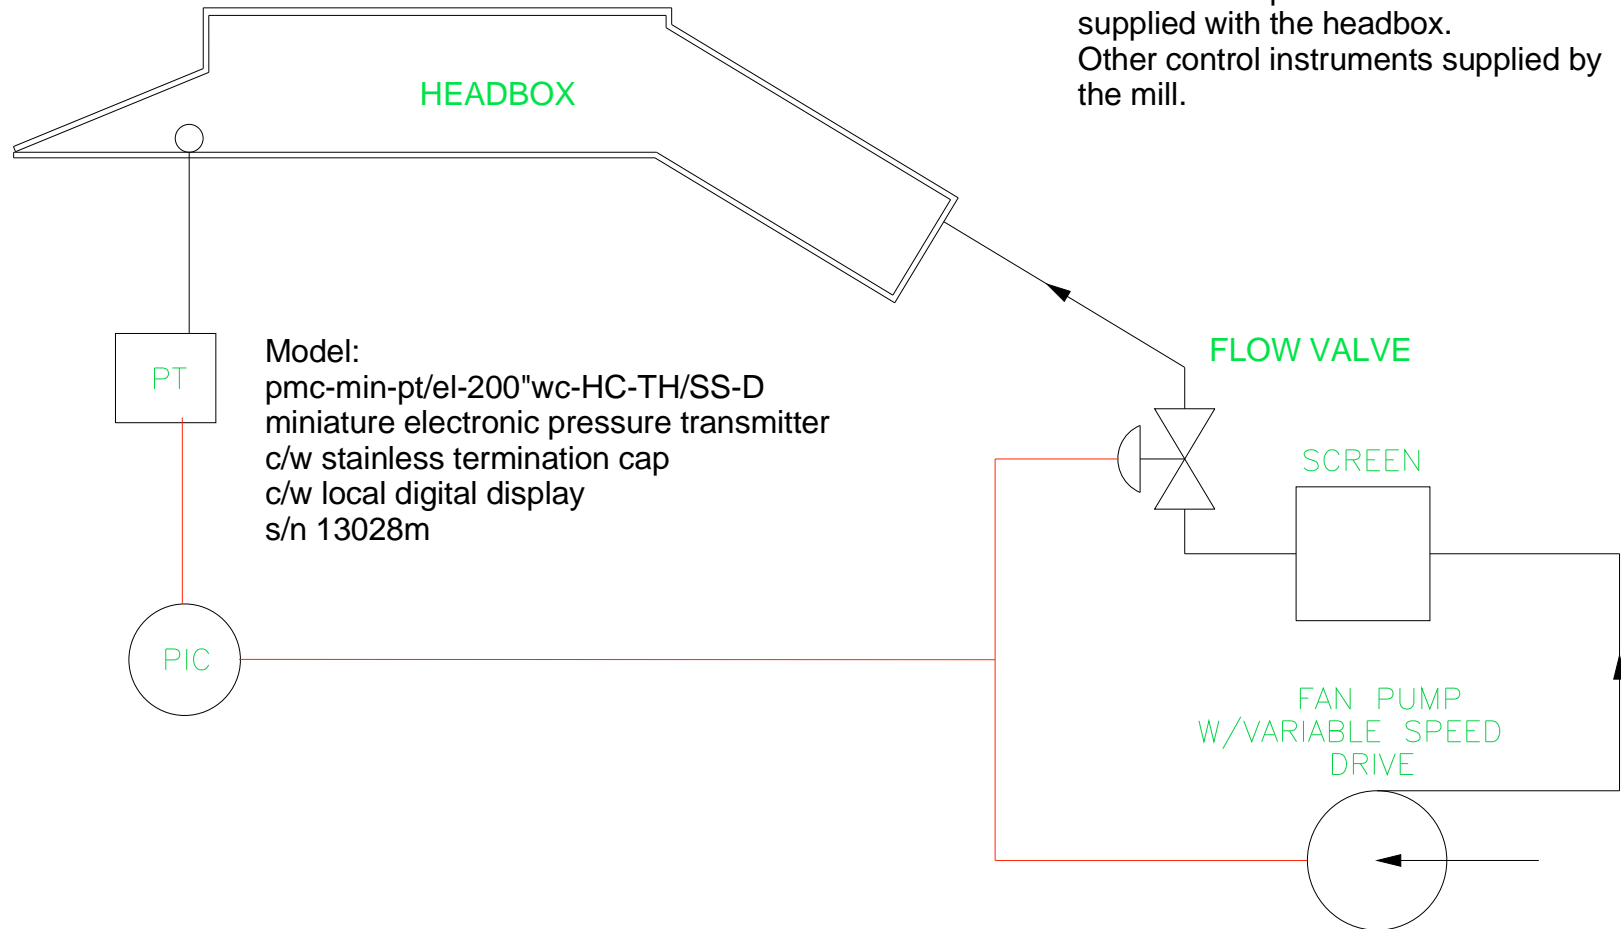 supplied with the headbox.
Other control instruments supplied by
the mill.
HEADBOX
Model:
pmc-min-pt/el-200"wc-HC-TH/SS-D
miniature electronic pressure transmitter
c/w stainless termination cap
c/w local digital display
s/n 13028m
PT
FLOW VALVE
SCREEN
PIC
FAN PUMP
W/VARIABLE SPEED
DRIVE